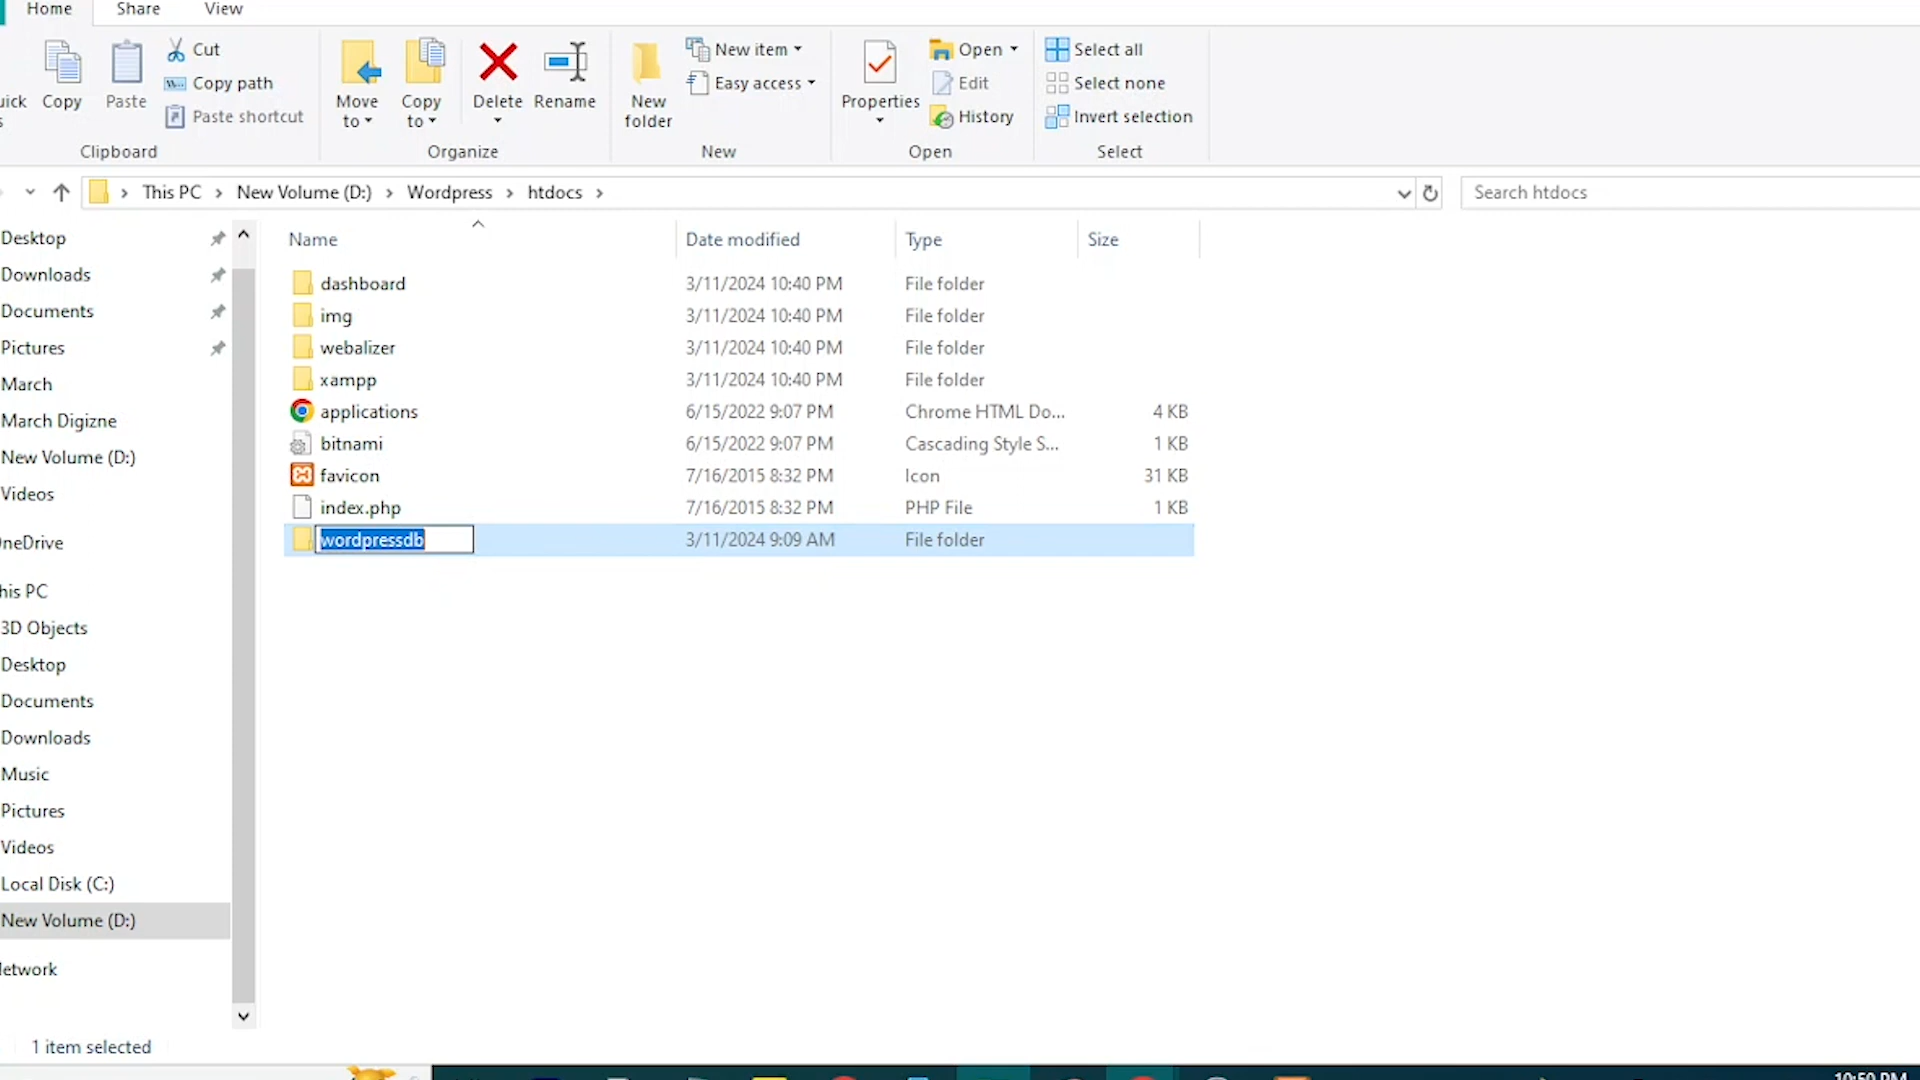 Home Share View
Copy Paste Cut Copy path Paste shortcut
Clipboard
Move to Copy to Delete Rename
Organize
New folder New item Easy access
New
Properties Open Edit History
Open
Select all Select none Invert selection
Select
This PC New Volume (D:) Wordpress htdocs
Search htdocs
Desktop
Downloads
Documents
Pictures
March
March Digizne
New Volume (D:)
Videos
neDrive
his PC
3D Objects
Desktop
Documents
Downloads
Music
Pictures
Videos
Local Disk (C:)
New Volume (D:)
etwork
Name Date modified Type Size
dashboard 3/11/2024 10:40 PM File folder
img 3/11/2024 10:40 PM File folder
webalizer 3/11/2024 10:40 PM File folder
xampp 3/11/2024 10:40 PM File folder
applications 6/15/2022 9:07 PM Chrome HTML Do... 4 KB
bitnami 6/15/2022 9:07 PM Cascading Style S... 1 KB
favicon 7/16/2015 8:32 PM Icon 31 KB
index.php 7/16/2015 8:32 PM PHP File 1 KB
wordpressdb 3/11/2024 9:09 AM File folder
1 item selected
10:50 PM